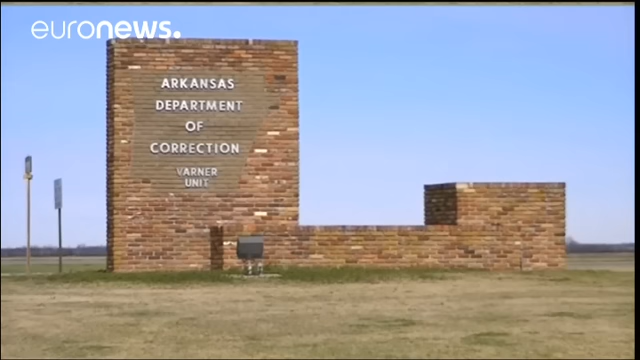 euronews.
ARKANSAS
DEPARTMENT
OF
CORRECTION
VARNER
UNIT